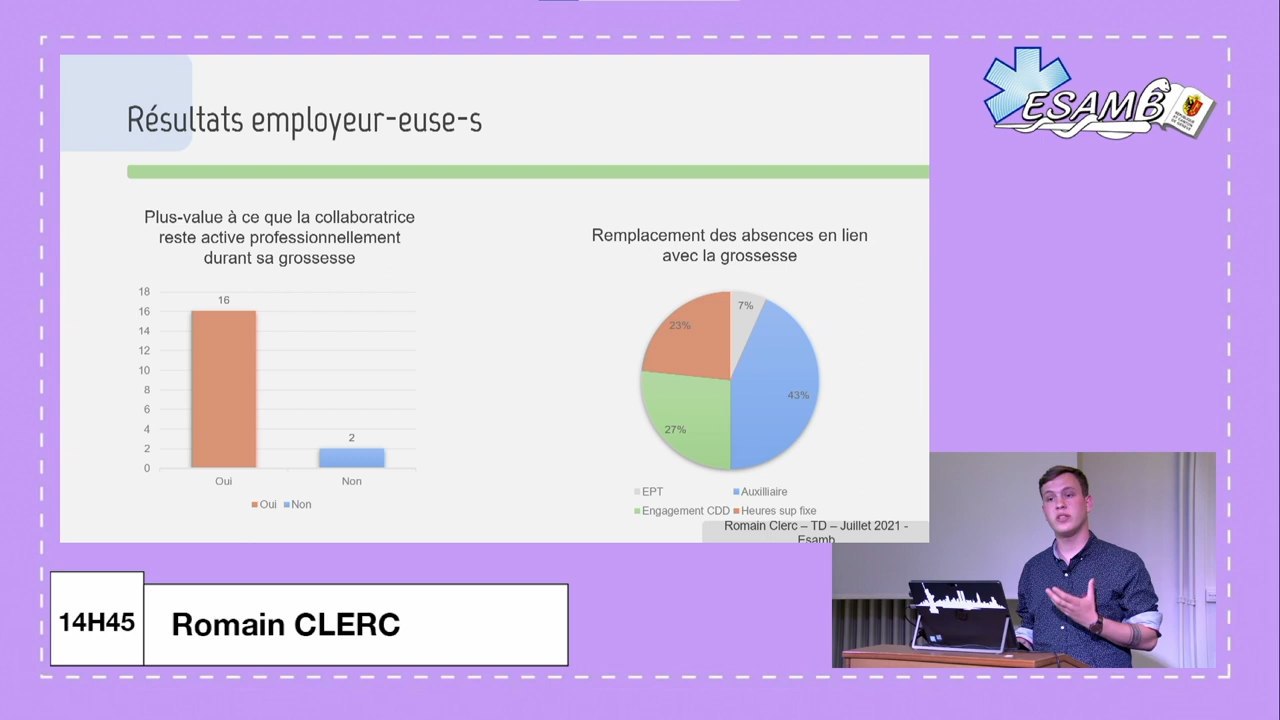 Résultats employeur-euse-s
Plus-value à ce que la collaboratrice
reste active professionnellement
durant sa grossesse
18
16
14
12
10
8
6
4
2
0
16
2
Oui
Non
Oui
Non
Remplacement des absences en lien
avec la grossesse
7%
43%
27%
23%
EPT
Auxilliaire
Engagement CDD
Heures sup fixe
Romain Clerc – TD – Juillet 2021 -
Esamb
ESAMB
14H45
Romain CLERC